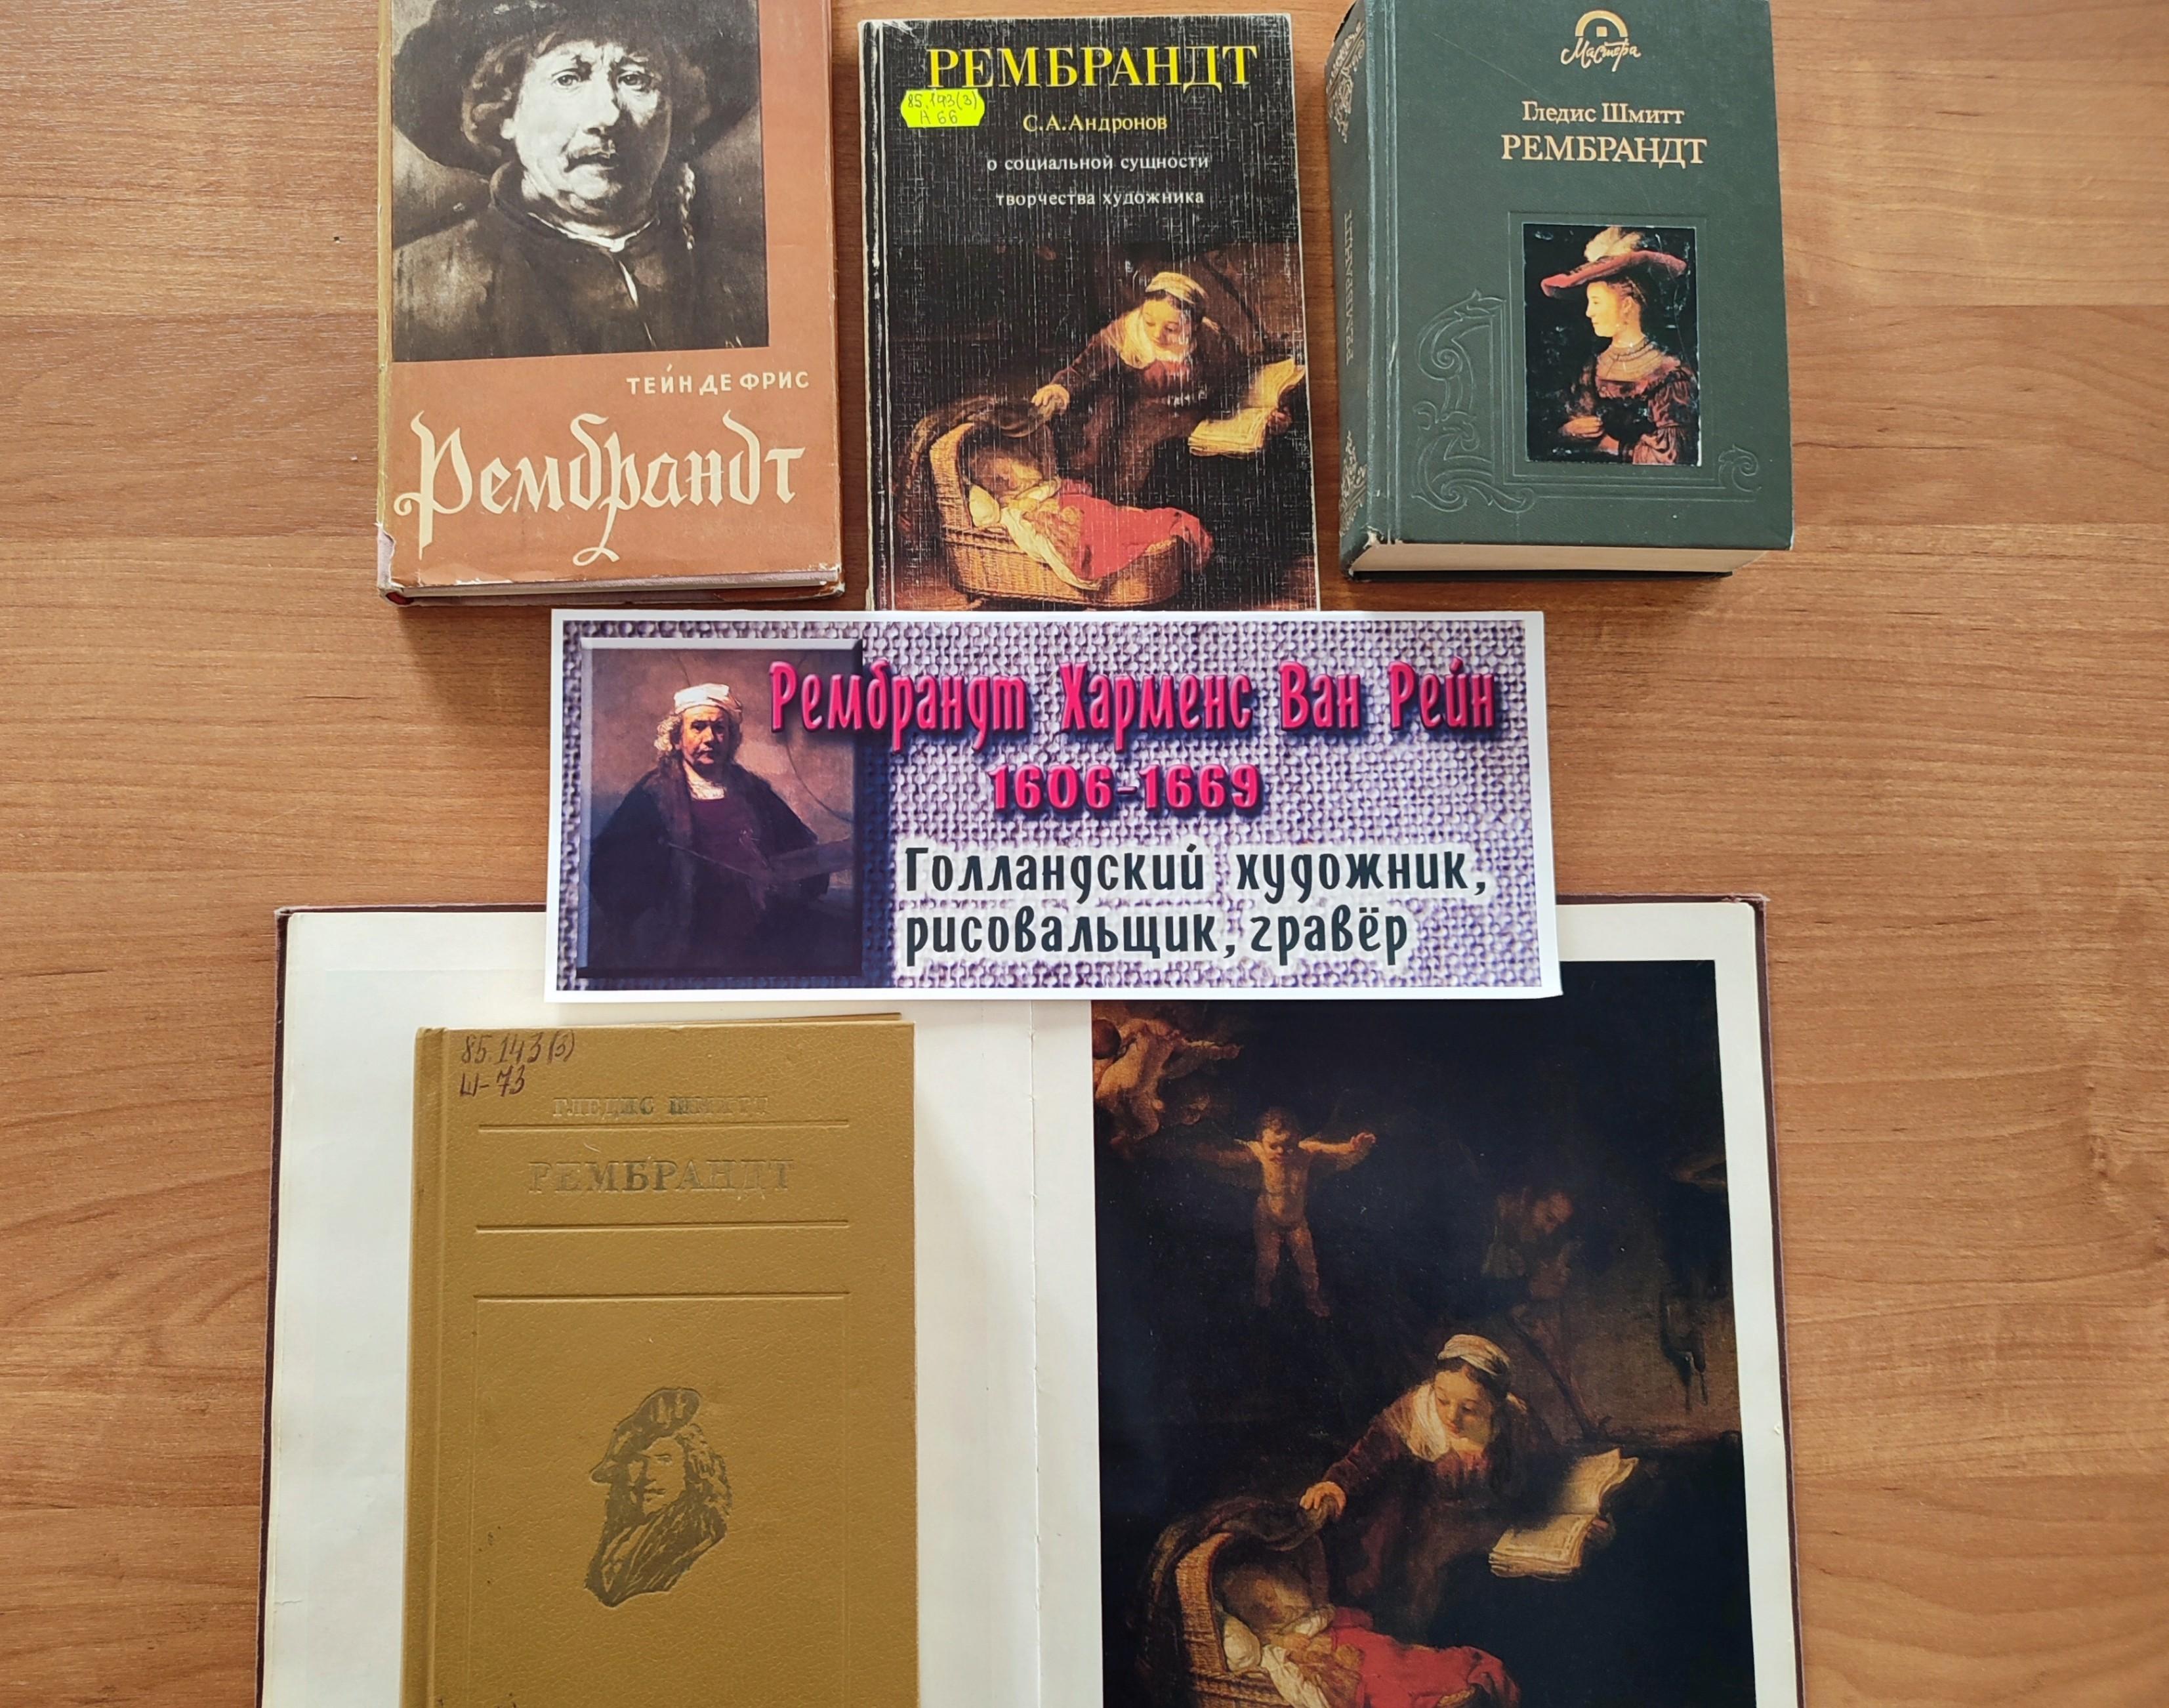 ТЕЙН ДЕ ФРИС
Рембрандт
РЕМБРАНДТ
85.143(3)
А 66
С.А.Андронов
о социальной сущности
творчества художника
Мастера
Гледис Шмитт
РЕМБРАНДТ
РЕМБРАНДТ
Рембрандт Харменс Ван Рейн
1606-1669
Голландский художник,
рисовальщик, гравёр
85.143(3)
Ш-73
ГЛЕДИС ШМИТТ
РЕМБРАНДТ